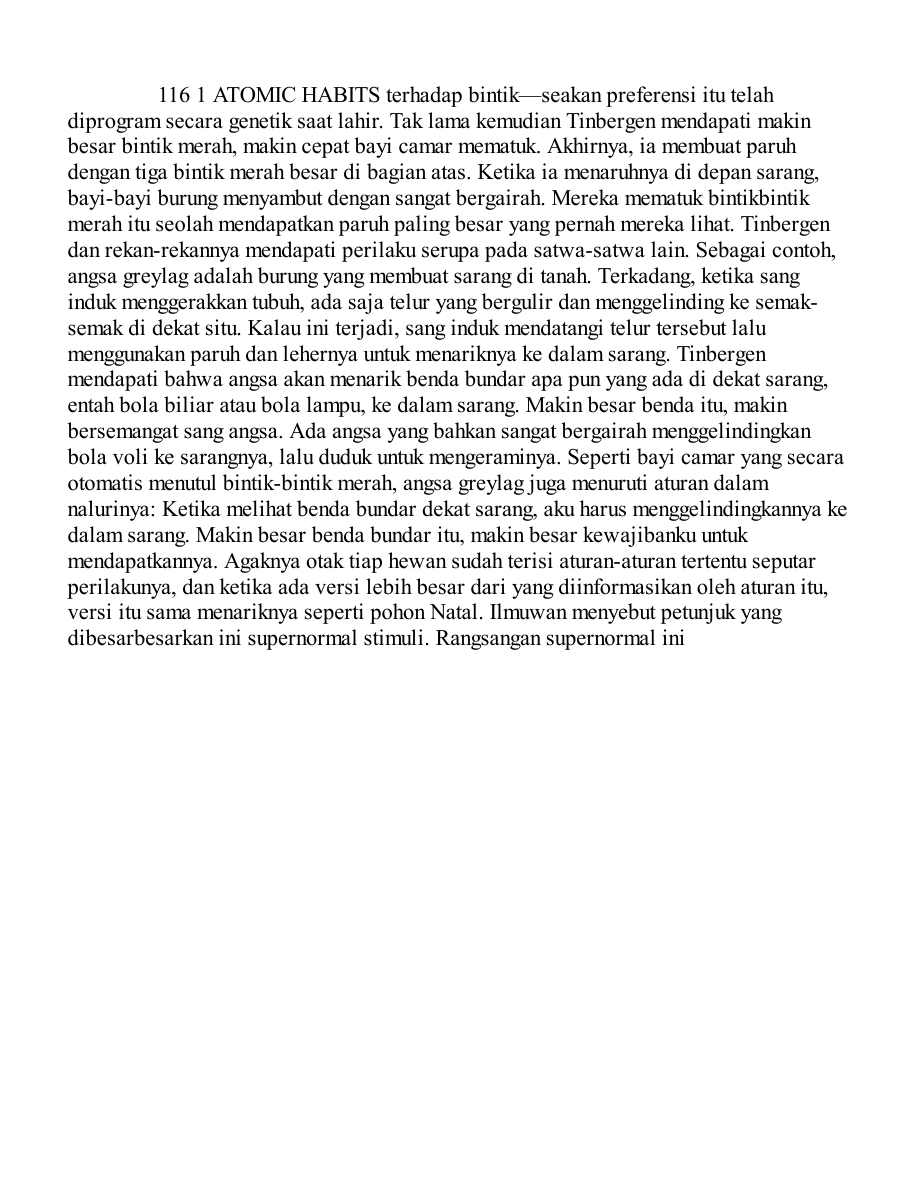 116 1 ATOMIC HABITS terhadap bintik—seakan preferensi itu telah
diprogram secara genetik saat lahir. Tak lama kemudian Tinbergen mendapati makin
besar bintik merah, makin cepat bayi camar mematuk. Akhirnya, ia membuat paruh
dengan tiga bintik merah besar di bagian atas. Ketika ia menaruhnya di depan sarang,
bayi-bayi burung menyambut dengan sangat bergairah. Mereka mematuk bintikbintik
merah itu seolah mendapatkan paruh paling besar yang pernah mereka lihat. Tinbergen
dan rekan-rekannya mendapati perilaku serupa pada satwa-satwa lain. Sebagai contoh,
angsa greylag adalah burung yang membuat sarang di tanah. Terkadang, ketika sang
induk menggerakkan tubuh, ada saja telur yang bergulir dan menggelinding ke semak-
semak di dekat situ. Kalau ini terjadi, sang induk mendatangi telur tersebut lalu
menggunakan paruh dan lehernya untuk menariknya ke dalam sarang. Tinbergen
mendapati bahwa angsa akan menarik benda bundar apa pun yang ada di dekat sarang,
entah bola biliar atau bola lampu, ke dalam sarang. Makin besar benda itu, makin
bersemangat sang angsa. Ada angsa yang bahkan sangat bergairah menggelindingkan
bola voli ke sarangnya, lalu duduk untuk mengeraminya. Seperti bayi camar yang secara
otomatis menutul bintik-bintik merah, angsa greylag juga menuruti aturan dalam
nalurinya: Ketika melihat benda bundar dekat sarang, aku harus menggelindingkannya ke
dalam sarang. Makin besar benda bundar itu, makin besar kewajibanku untuk
mendapatkannya. Agaknya otak tiap hewan sudah terisi aturan-aturan tertentu seputar
perilakunya, dan ketika ada versi lebih besar dari yang diinformasikan oleh aturan itu,
versi itu sama menariknya seperti pohon Natal. Ilmuwan menyebut petunjuk yang
dibesarbesarkan ini supernormal stimuli. Rangsangan supernormal ini